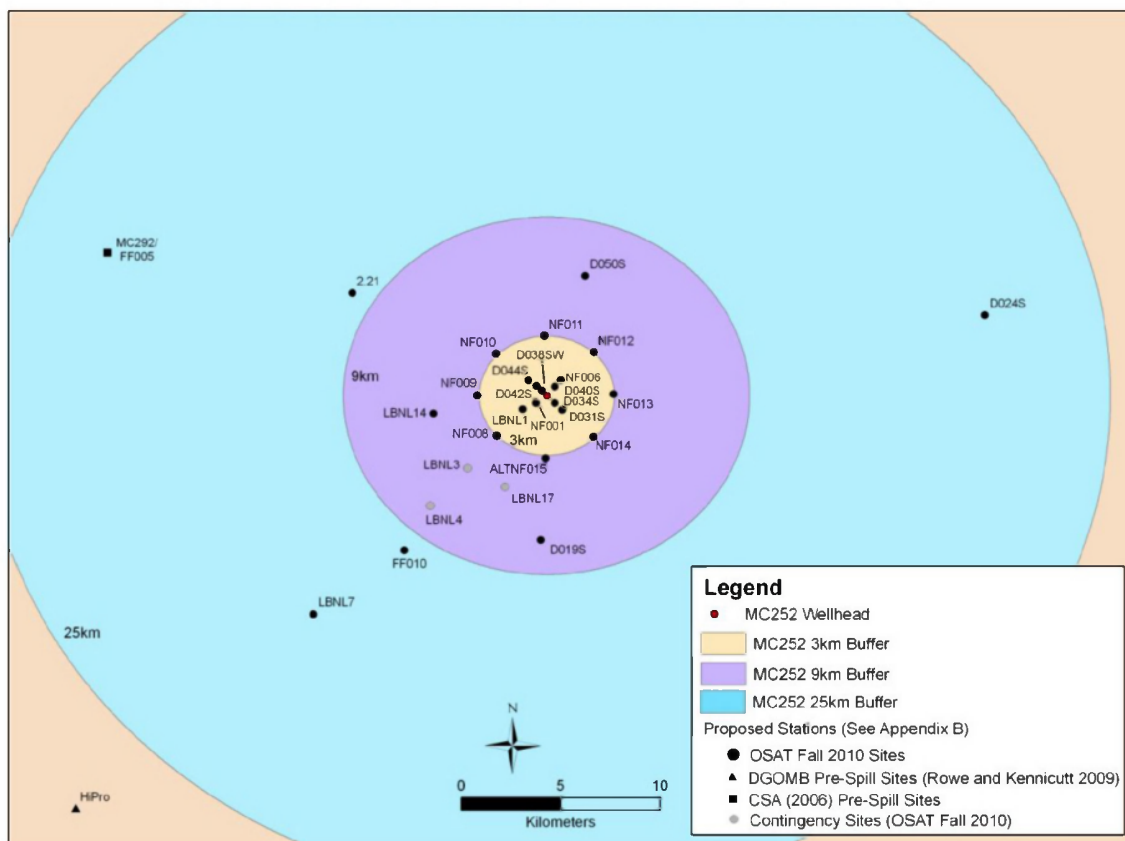 MC292/
FF005
2.21
D050S
D024S
NF011
NF010
NF012
D038SW
D044S
NF006
9km
NF009
D042S
D040S
D034S
NF013
LBNL14
LBNL1
NF001
D031S
NF008
3km
NF014
ALTNF015
LBNL3
LBNL17
LBNL4
D019S
FF010
LBNL7
25km
HiPro
N
0 5 10
Kilometers
Legend
MC252 Wellhead
MC252 3km Buffer
MC252 9km Buffer
MC252 25km Buffer
Proposed Stations (See Appendix B)
OSAT Fall 2010 Sites
DGOMB Pre-Spill Sites (Rowe and Kennicutt 2009)
CSA (2006) Pre-Spill Sites
Contingency Sites (OSAT Fall 2010)